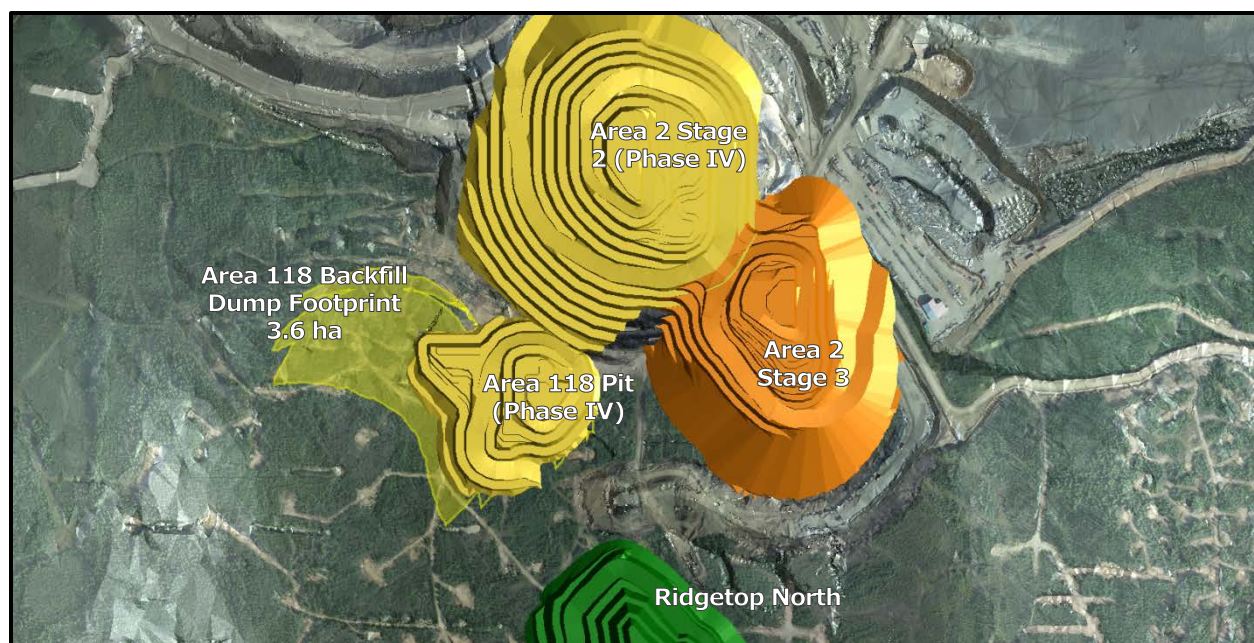 Area 2 Stage
2 (Phase IV)
Area 118 Backfill
Dump Footprint
3.6 ha
Area 2
Stage 3
Area 118 Pit
(Phase IV)
Ridgetop North